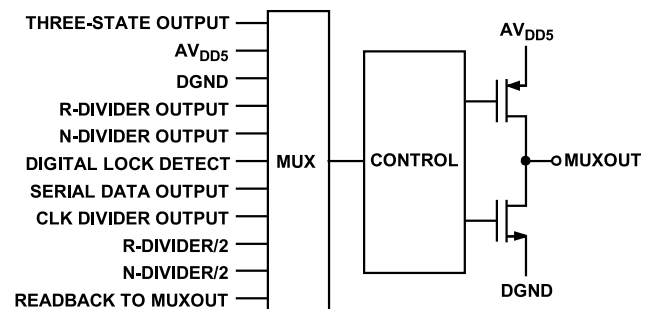 THREE-STATE OUTPUT
AVDD5
DGND
R-DIVIDER OUTPUT
N-DIVIDER OUTPUT
DIGITAL LOCK DETECT
SERIAL DATA OUTPUT
CLK DIVIDER OUTPUT
R-DIVIDER/2
N-DIVIDER/2
READBACK TO MUXOUT
MUX
CONTROL
AVDD5
MUXOUT
DGND